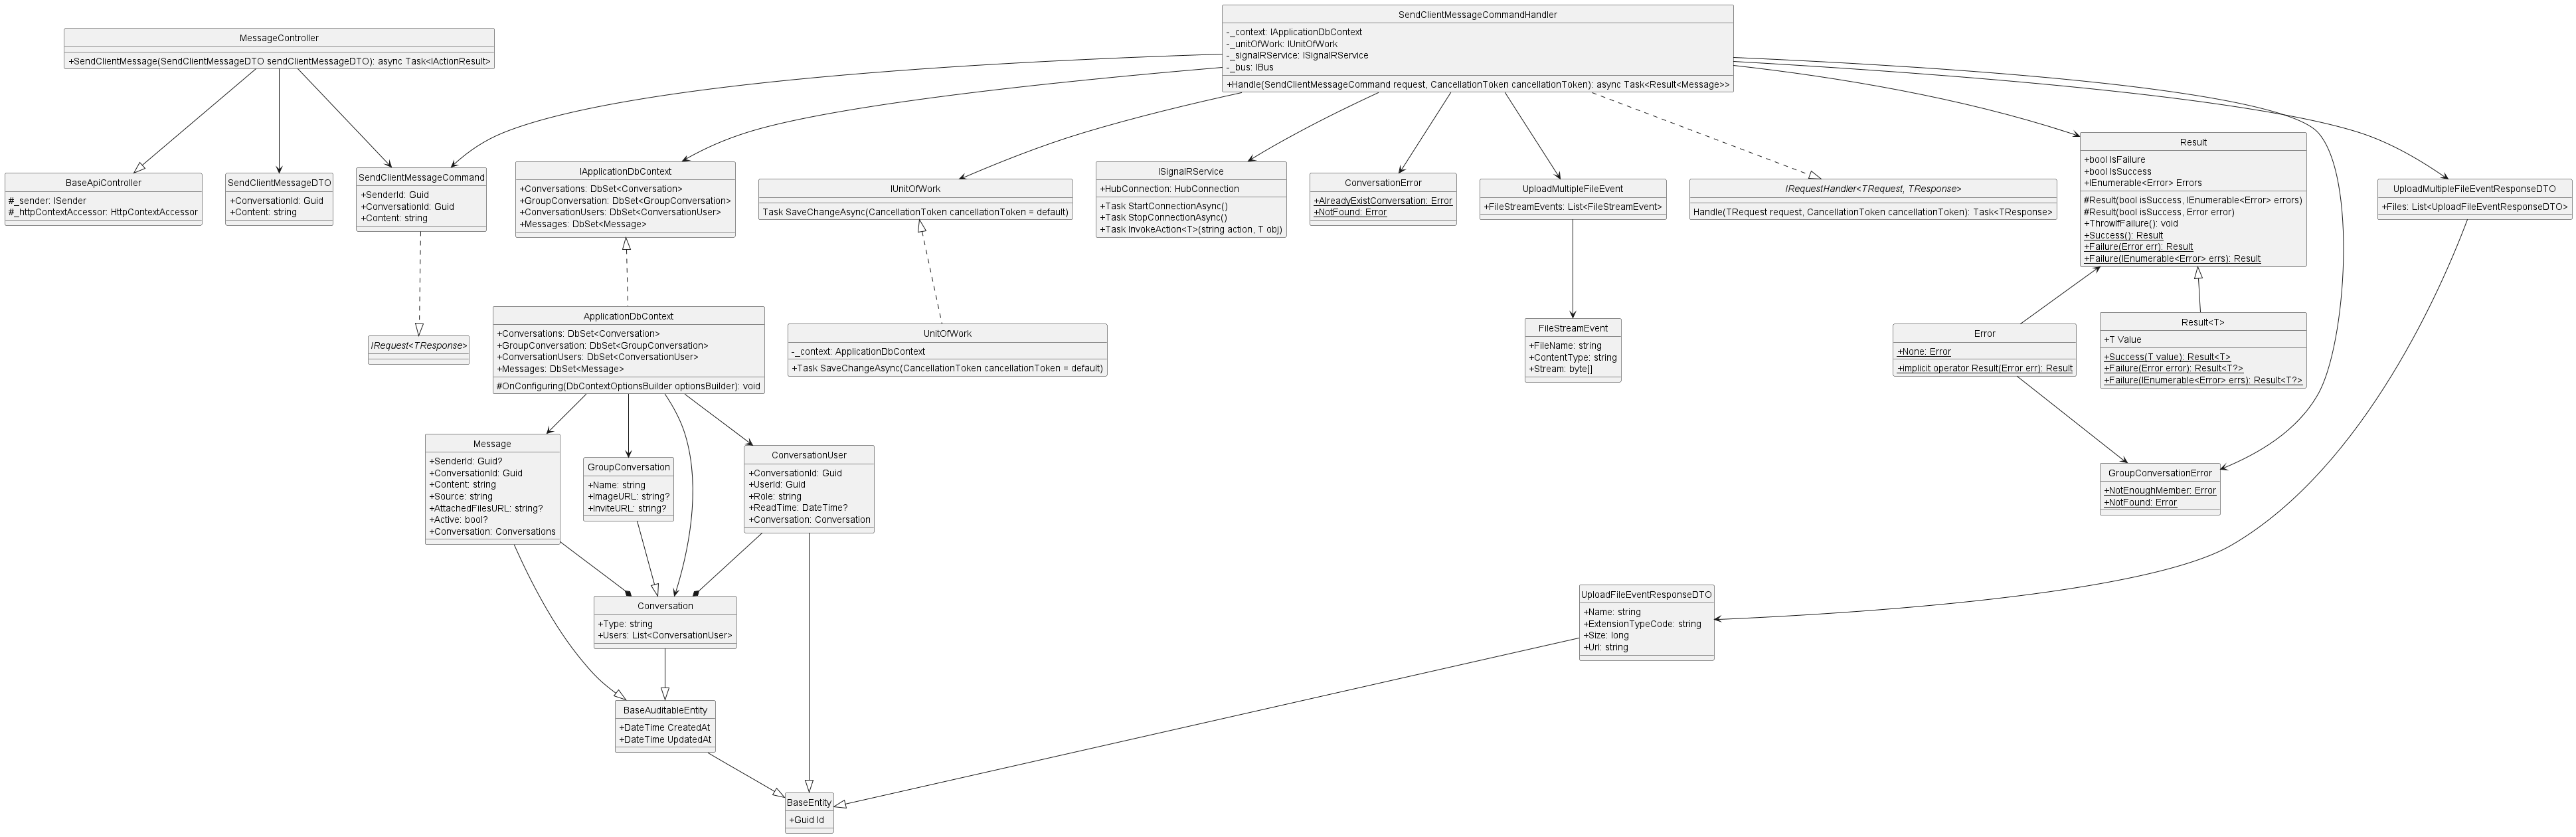 SendClientMessageCommandHandler
-_context: IApplicationDbContext
-_unitOfWork: IUnitOfWork
-_signalRService: ISignalRService
-_bus: IBus
+Handle(SendClientMessageCommand request, CancellationToken cancellationToken): async Task<Result<Message>>
MessageController
+SendClientMessage(SendClientMessageDTO sendClientMessageDTO): async Task<IActionResult>
BaseApiController
#_sender: ISender
#_httpContextAccessor: HttpContextAccessor
SendClientMessageDTO
+ConversationId: Guid
+Content: string
SendClientMessageCommand
+SenderId: Guid
+ConversationId: Guid
+Content: string
IApplicationDbContext
+Conversations: DbSet<Conversation>
+GroupConversation: DbSet<GroupConversation>
+ConversationUsers: DbSet<ConversationUser>
+Messages: DbSet<Message>
IUnitOfWork
Task SaveChangeAsync(CancellationToken cancellationToken = default)
ISignalRService
+HubConnection: HubConnection
+Task StartConnectionAsync()
+Task StopConnectionAsync()
+Task InvokeAction<T>(string action, T obj)
ConversationError
+AlreadyExistConversation: Error
+NotFound: Error
UploadMultipleFileEvent
+FileStreamEvents: List<FileStreamEvent>
IRequestHandler<TRequest, TResponse>
Handle(TRequest request, CancellationToken cancellationToken): Task<TResponse>
Result
+bool IsFailure
+bool IsSuccess
+IEnumerable<Error> Errors
#Result(bool isSuccess, IEnumerable<Error> errors)
#Result(bool isSuccess, Error error)
+ThrowIfFailure(): void
+Success(): Result
+Failure(Error err): Result
+Failure(IEnumerable<Error> errs): Result
UploadMultipleFileEventResponseDTO
+Files: List<UploadFileEventResponseDTO>
IRequest<TResponse>
ApplicationDbContext
+Conversations: DbSet<Conversation>
+GroupConversation: DbSet<GroupConversation>
+ConversationUsers: DbSet<ConversationUser>
+Messages: DbSet<Message>
#OnConfiguring(DbContextOptionsBuilder optionsBuilder): void
UnitOfWork
-_context: ApplicationDbContext
+Task SaveChangeAsync(CancellationToken cancellationToken = default)
FileStreamEvent
+FileName: string
+ContentType: string
+Stream: byte[]
Error
+None: Error
+implicit operator Result(Error err): Result
Result<T>
+T Value
+Success(T value): Result<T>
+Failure(Error error): Result<T?>
+Failure(IEnumerable<Error> errs): Result<T?>
Message
+SenderId: Guid?
+ConversationId: Guid
+Content: string
+Source: string
+AttachedFilesURL: string?
+Active: bool?
+Conversation: Conversations
GroupConversation
+Name: string
+ImageURL: string?
+InviteURL: string?
ConversationUser
+ConversationId: Guid
+UserId: Guid
+Role: string
+ReadTime: DateTime?
+Conversation: Conversation
GroupConversationError
+NotEnoughMember: Error
+NotFound: Error
Conversation
+Type: string
+Users: List<ConversationUser>
UploadFileEventResponseDTO
+Name: string
+ExtensionTypeCode: string
+Size: long
+Url: string
BaseAuditableEntity
+DateTime CreatedAt
+DateTime UpdatedAt
BaseEntity
+Guid Id